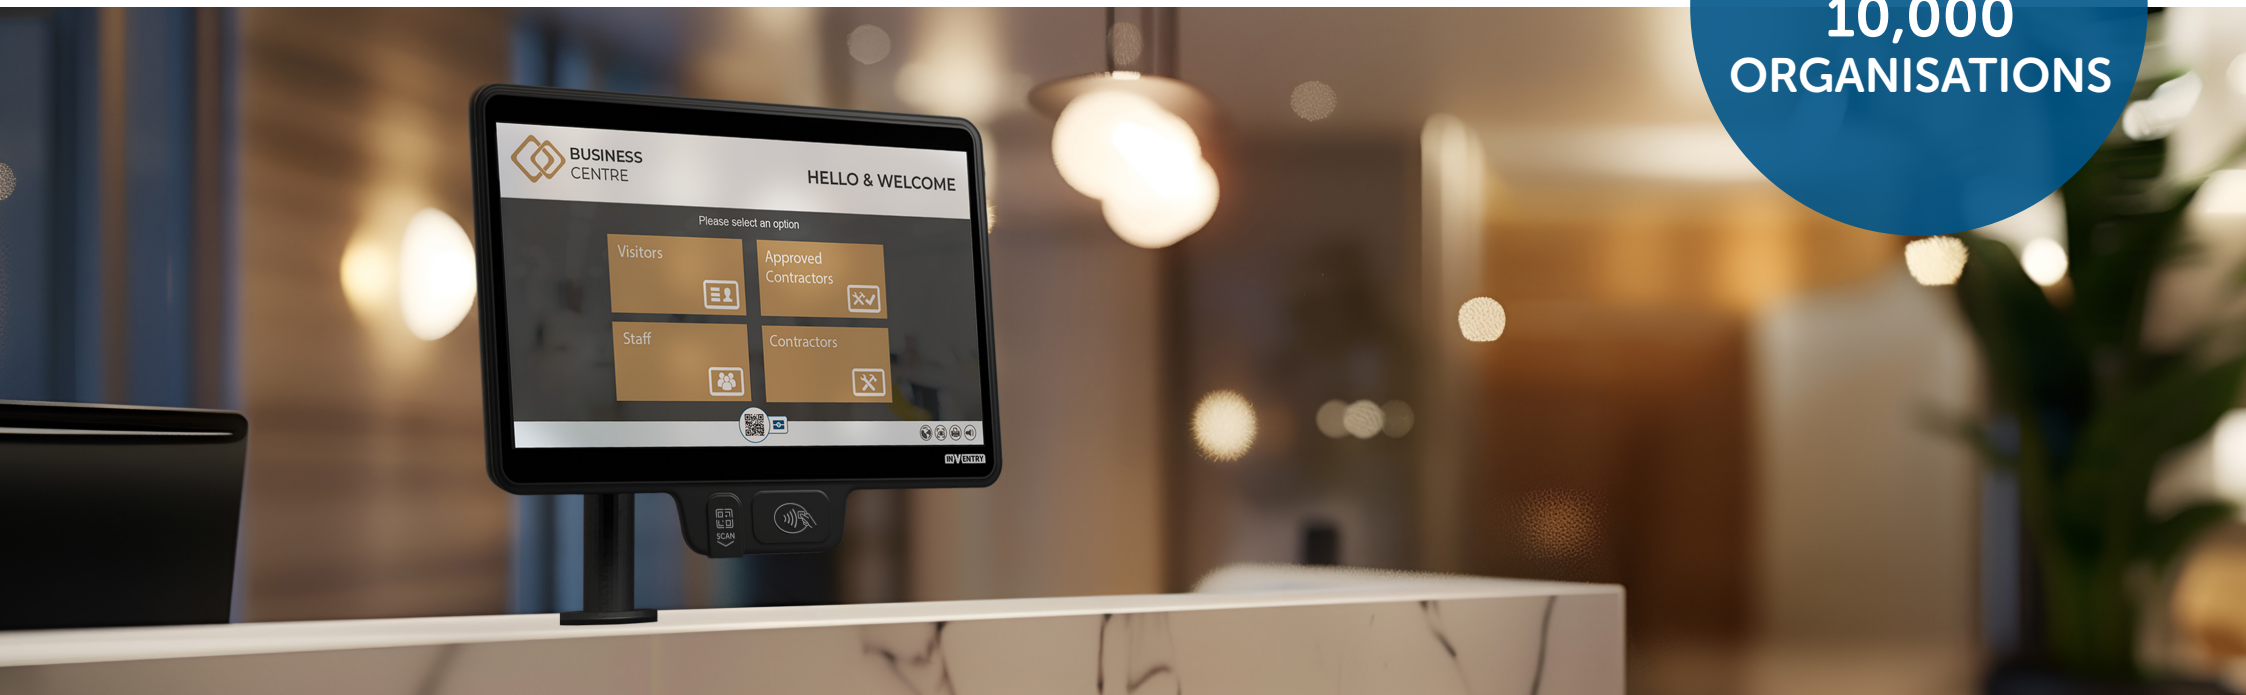 10,000
ORGANISATIONS
BUSINESS
CENTRE
HELLO & WELCOME
Please select an option
Visitors
Approved
Contractors
Staff
Contractors
INVENTRY
SCAN